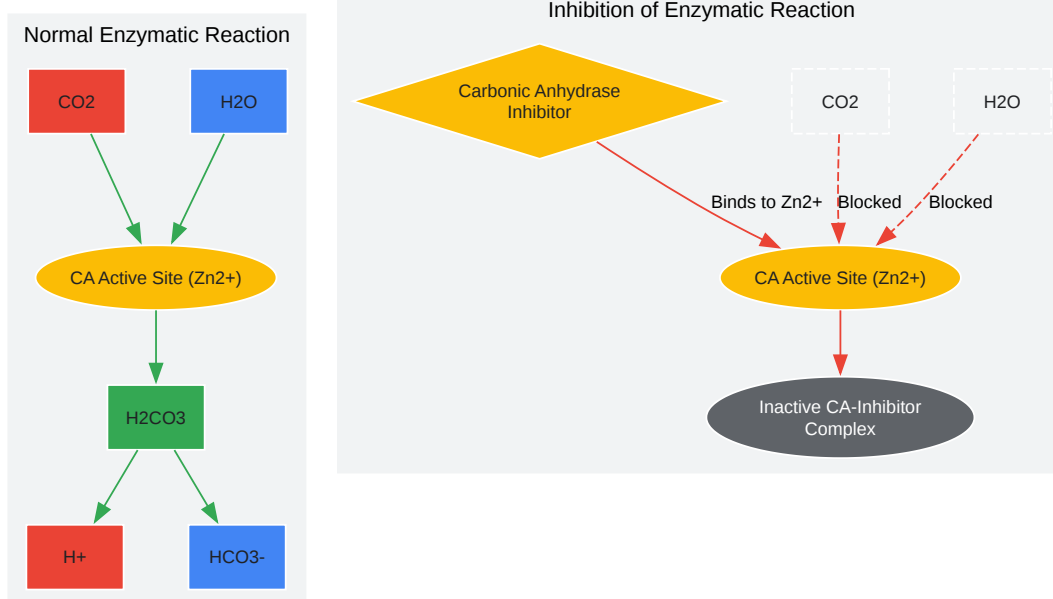 Normal Enzymatic Reaction
CO2
H2O
CA Active Site (Zn2+)
H2CO3
H+
HCO3-
Inhibition of Enzymatic Reaction
Carbonic Anhydrase
Inhibitor
CO2
H2O
Binds to Zn2+
Blocked
Blocked
CA Active Site (Zn2+)
Inactive CA-Inhibitor
Complex